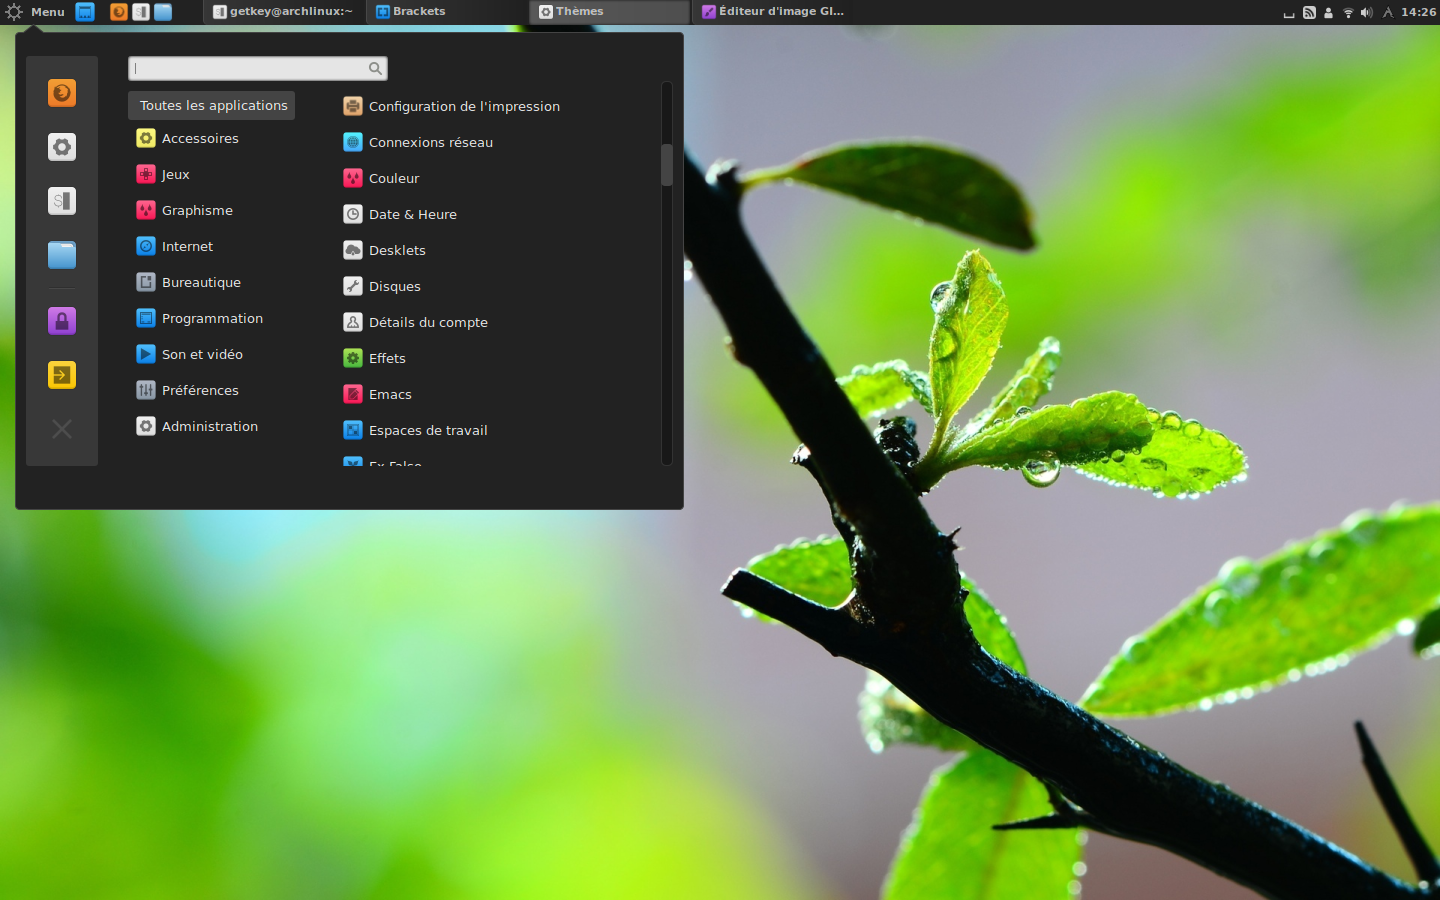 Menu
getkey@archlinux:~
Brackets
Thèmes
Éditeur d'image GI...
14:26
Toutes les applications
Accessoires
Jeux
Graphisme
Internet
Bureautique
Programmation
Son et vidéo
Préférences
Administration
Configuration de l'impression
Connexions réseau
Couleur
Date & Heure
Desklets
Disques
Détails du compte
Effets
Emacs
Espaces de travail
Ex Falso